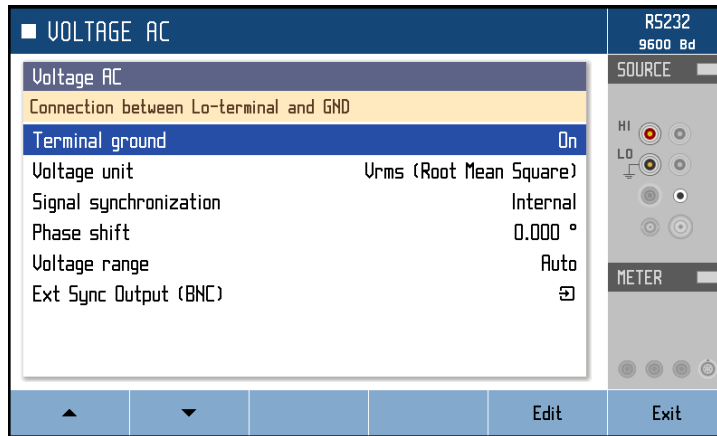 VOLTAGE AC
RS232
9600 Bd
Voltage AC
Connection between Lo-terminal and GND
Terminal ground On
Voltage unit Vrms (Root Mean Square)
Signal synchronization Internal
Phase shift 0.000 °
Voltage range Auto
Ext Sync Output (BNC)
SOURCE
HI
LO
METER
Edit
Exit